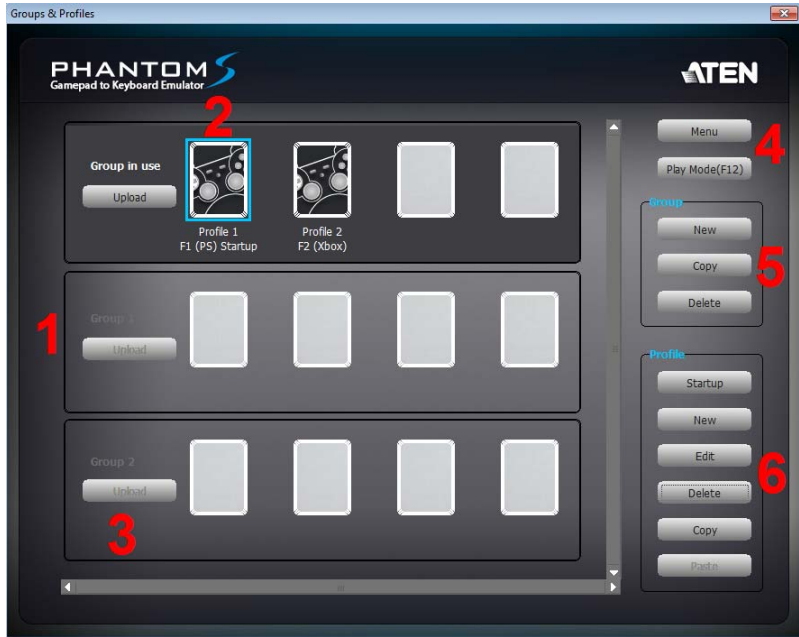 Groups & Profiles
PHANTOM S
Gamepad to Keyboard Emulator
ATEN
2
Group in use
Upload
Profile 1
F1 (PS) Startup
Profile 2
F2 (Xbox)
1
Group 1
Upload
Group 2
Upload
3
Menu
4
Play Mode(F12)
Group
New
Copy
5
Delete
Profile
Startup
New
Edit
6
Delete
Copy
Paste